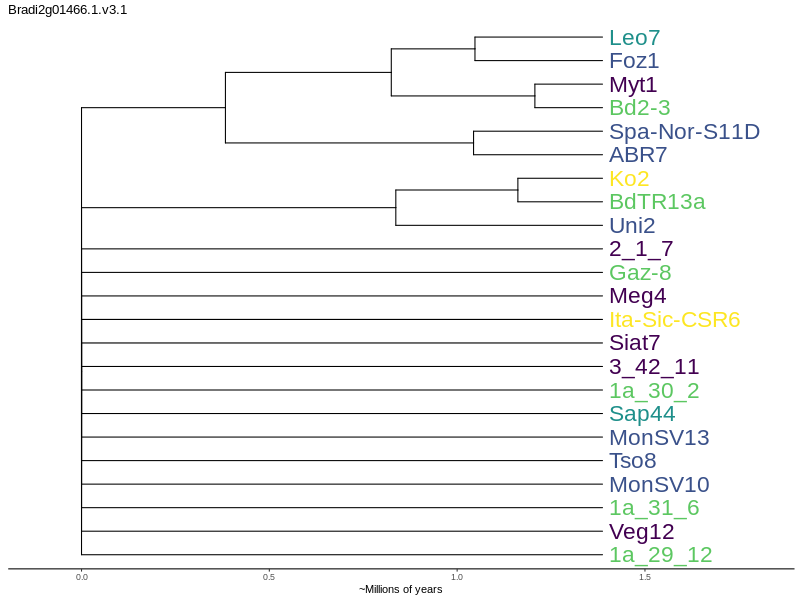 Bradi2g01466.1.v3.1
Leo7
Foz1
Myt1
Bd2-3
Spa-Nor-S11D
ABR7
Ko2
BdTR13a
Uni2
2_1_7
Gaz-8
Meg4
Ita-Sic-CSR6
Siat7
3_42_11
1a_30_2
Sap44
MonSV13
Tso8
MonSV10
1a_31_6
Veg12
1a_29_12
0.0 0.5 1.0 1.5
~Millions of years